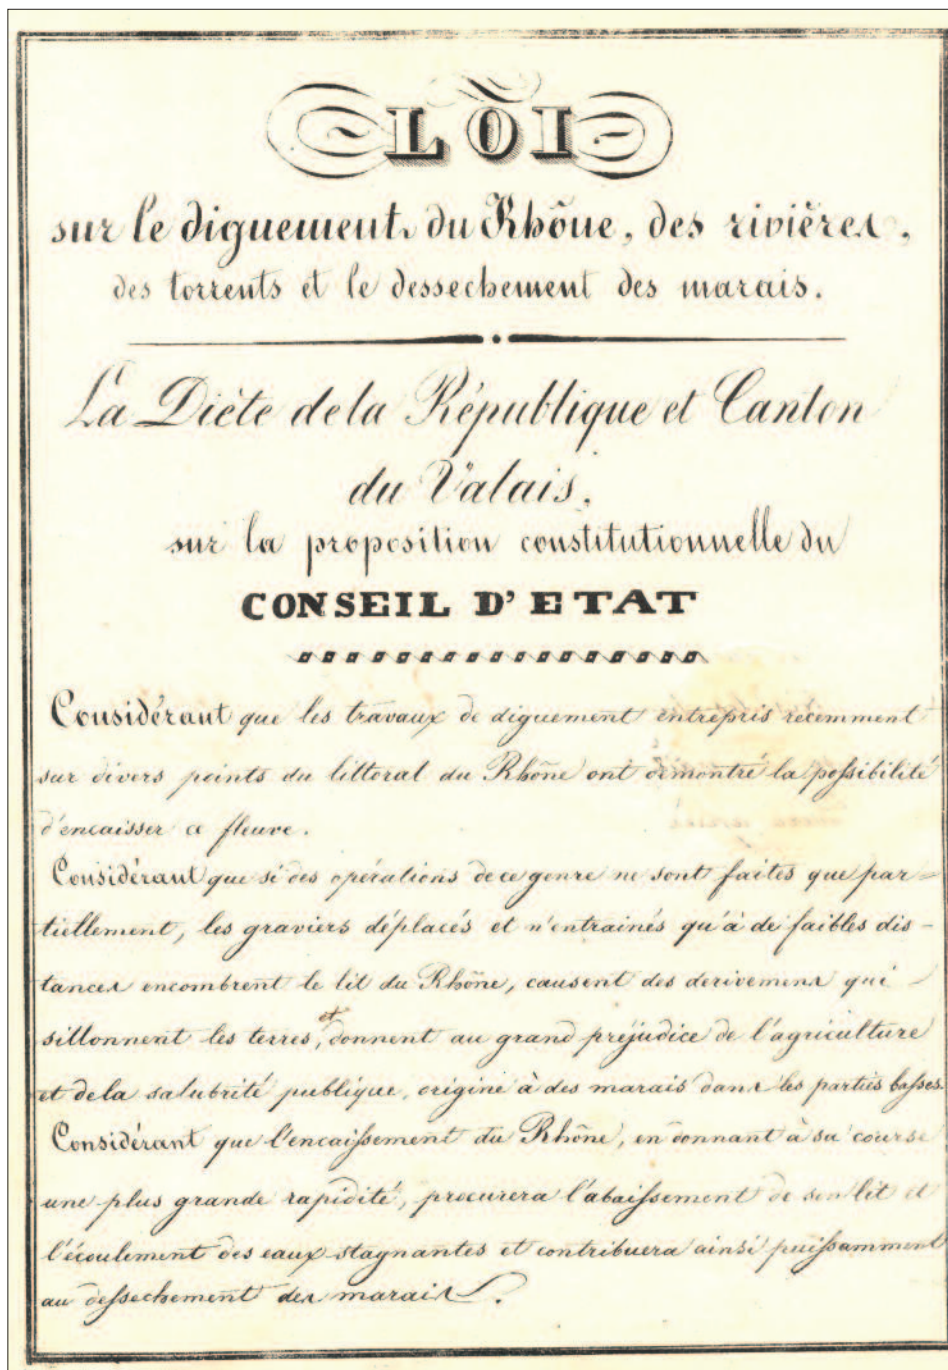 LOI
sur le diguement du Rhône, des rivières,
des torrents et le dessechement des marais.
La Diète de la République et Canton
du Valais.
sur la proposition constitutionnelle du
CONSEIL D'ETAT
Considérant que les travaux de diguement entrepris recemment
sur divers points du littoral du Rhône ont démontré la possibilité
d'encaisser ce fleuve.
Considérant que si des opérations de ce genre ne sont faites que par-
tiellement, les graviers déplacés et n'entrainés qu'à de faibles dis-
tances encombrent le lit du Rhône, causent des derivemens qui
sillonnent les terres, et donnent au grand préjudice de l'agriculture
et de la salubrité publique, origine à des marais dans les parties basses.
Considérant que l'encaissement du Rhône, en donnant à sa course
une plus grande rapidité, procurera l'abaissement de son lit et
l'écoulement des eaux stagnantes et contribuera ainsi puissamment
au dessechement des marais.